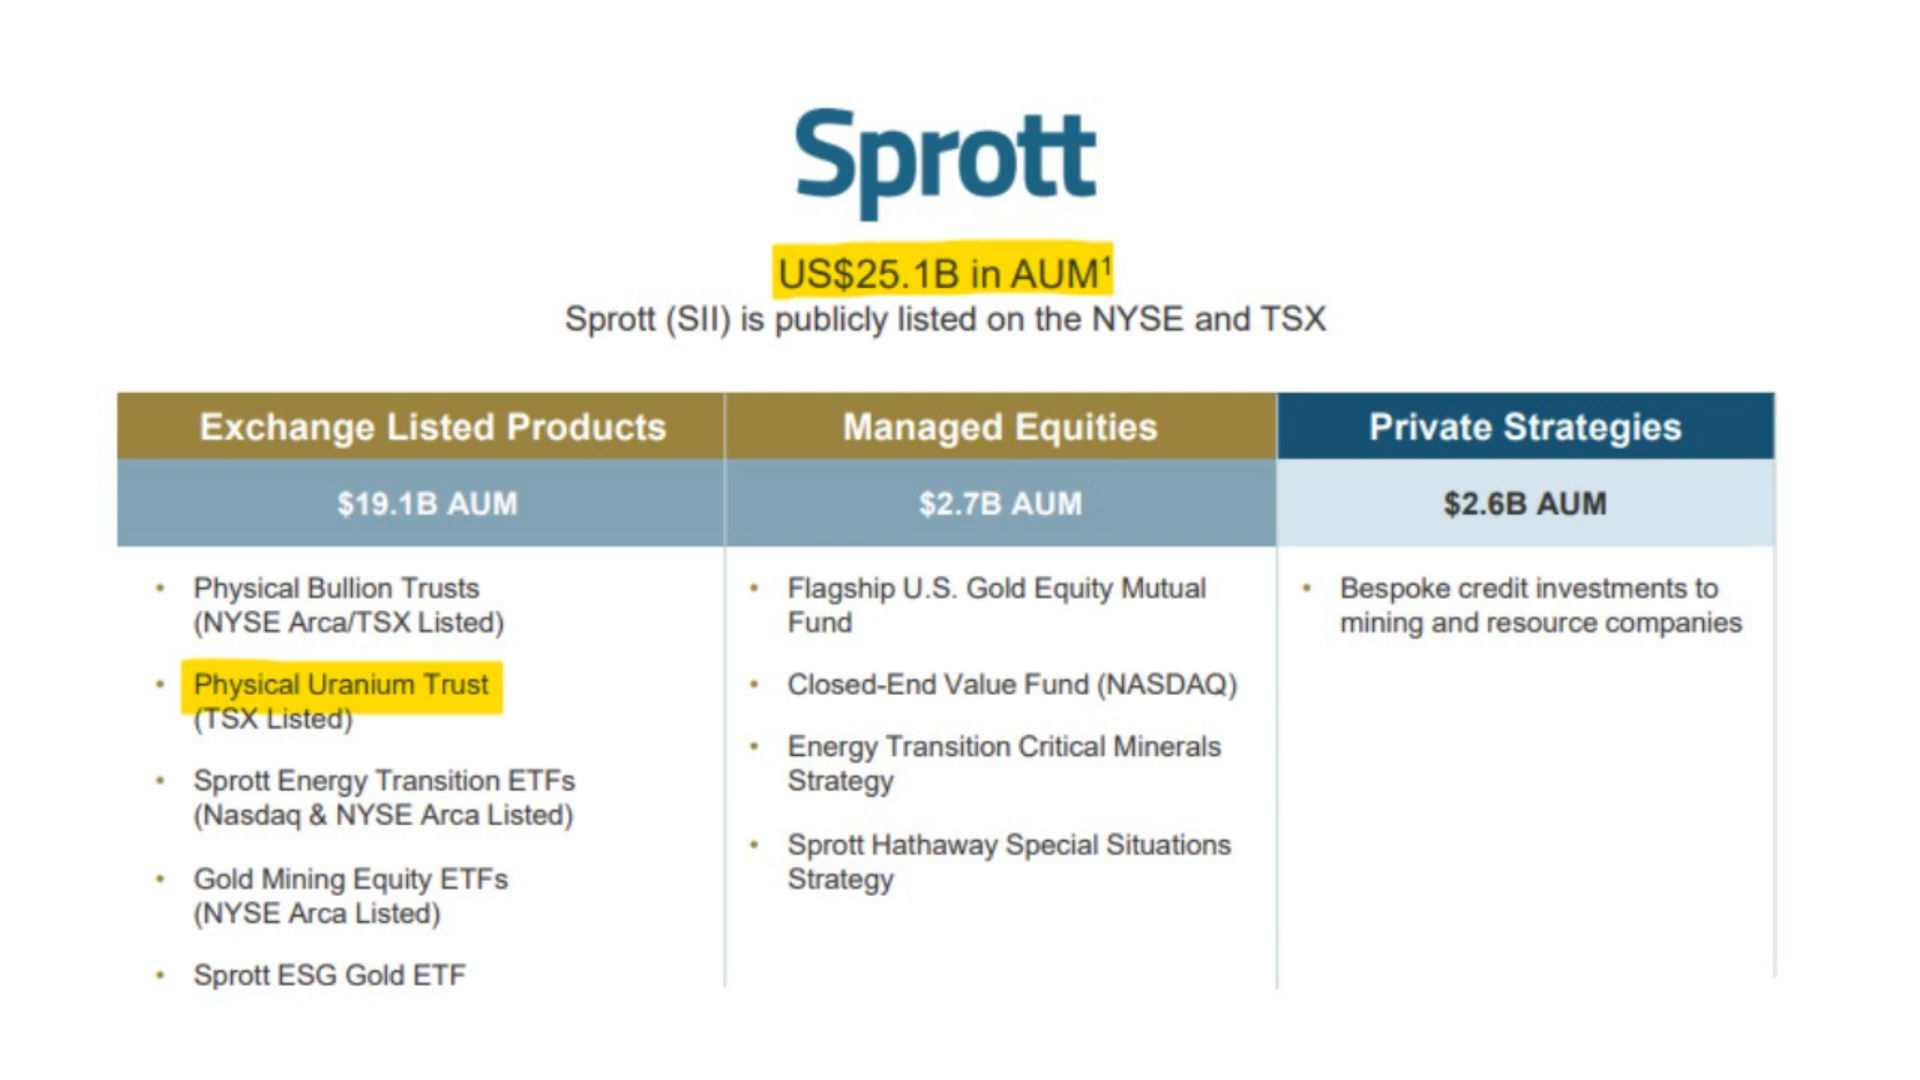 Sprott
US$25.1B in AUM¹
Sprott (SII) is publicly listed on the NYSE and TSX
Exchange Listed Products
Managed Equities
Private Strategies
$19.1B AUM
$2.7B AUM
$2.6B AUM
• Physical Bullion Trusts
(NYSE Arca/TSX Listed)
• Physical Uranium Trust
(TSX Listed)
• Sprott Energy Transition ETFs
(Nasdaq & NYSE Arca Listed)
• Gold Mining Equity ETFs
(NYSE Arca Listed)
• Sprott ESG Gold ETF
• Flagship U.S. Gold Equity Mutual
Fund
• Closed-End Value Fund (NASDAQ)
• Energy Transition Critical Minerals
Strategy
• Sprott Hathaway Special Situations
Strategy
• Bespoke credit investments to
mining and resource companies